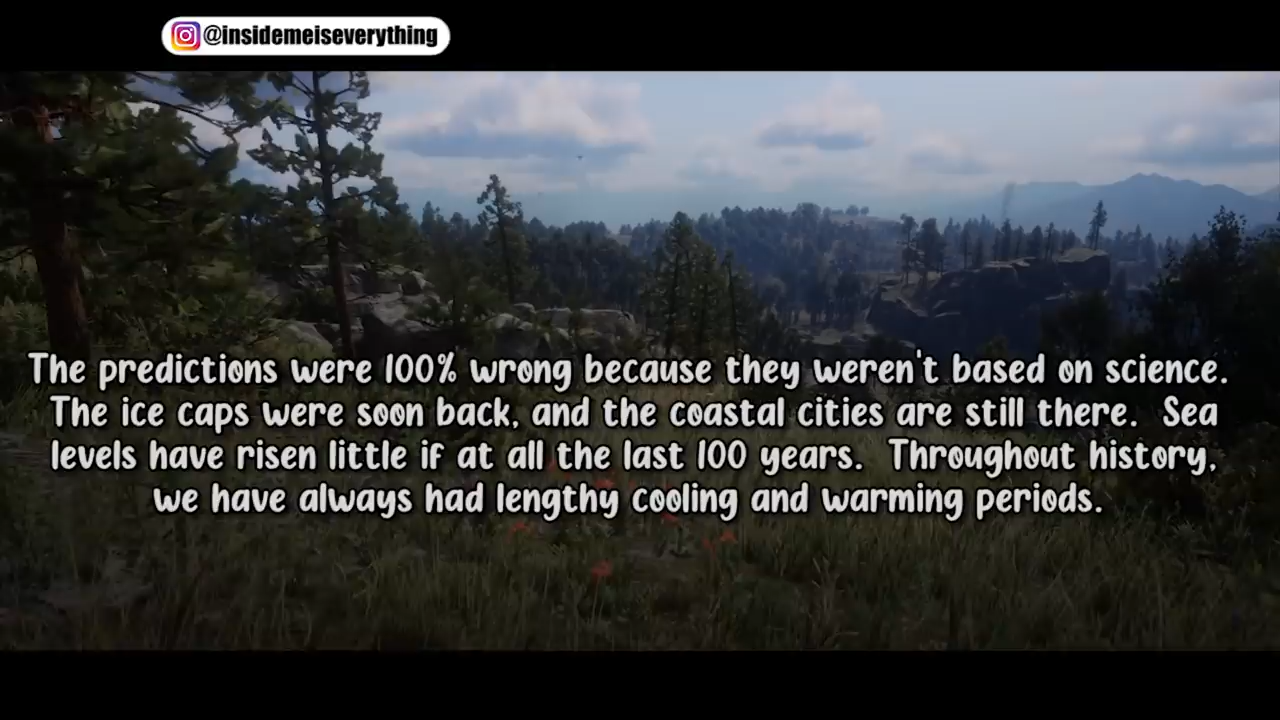 @insidemeiseverything
The predictions were 100% wrong because they weren't based on science.
The ice caps were soon back, and the coastal cities are still there.  Sea
levels have risen little if at all the last 100 years.  Throughout history,
we have always had lengthy cooling and warming periods.